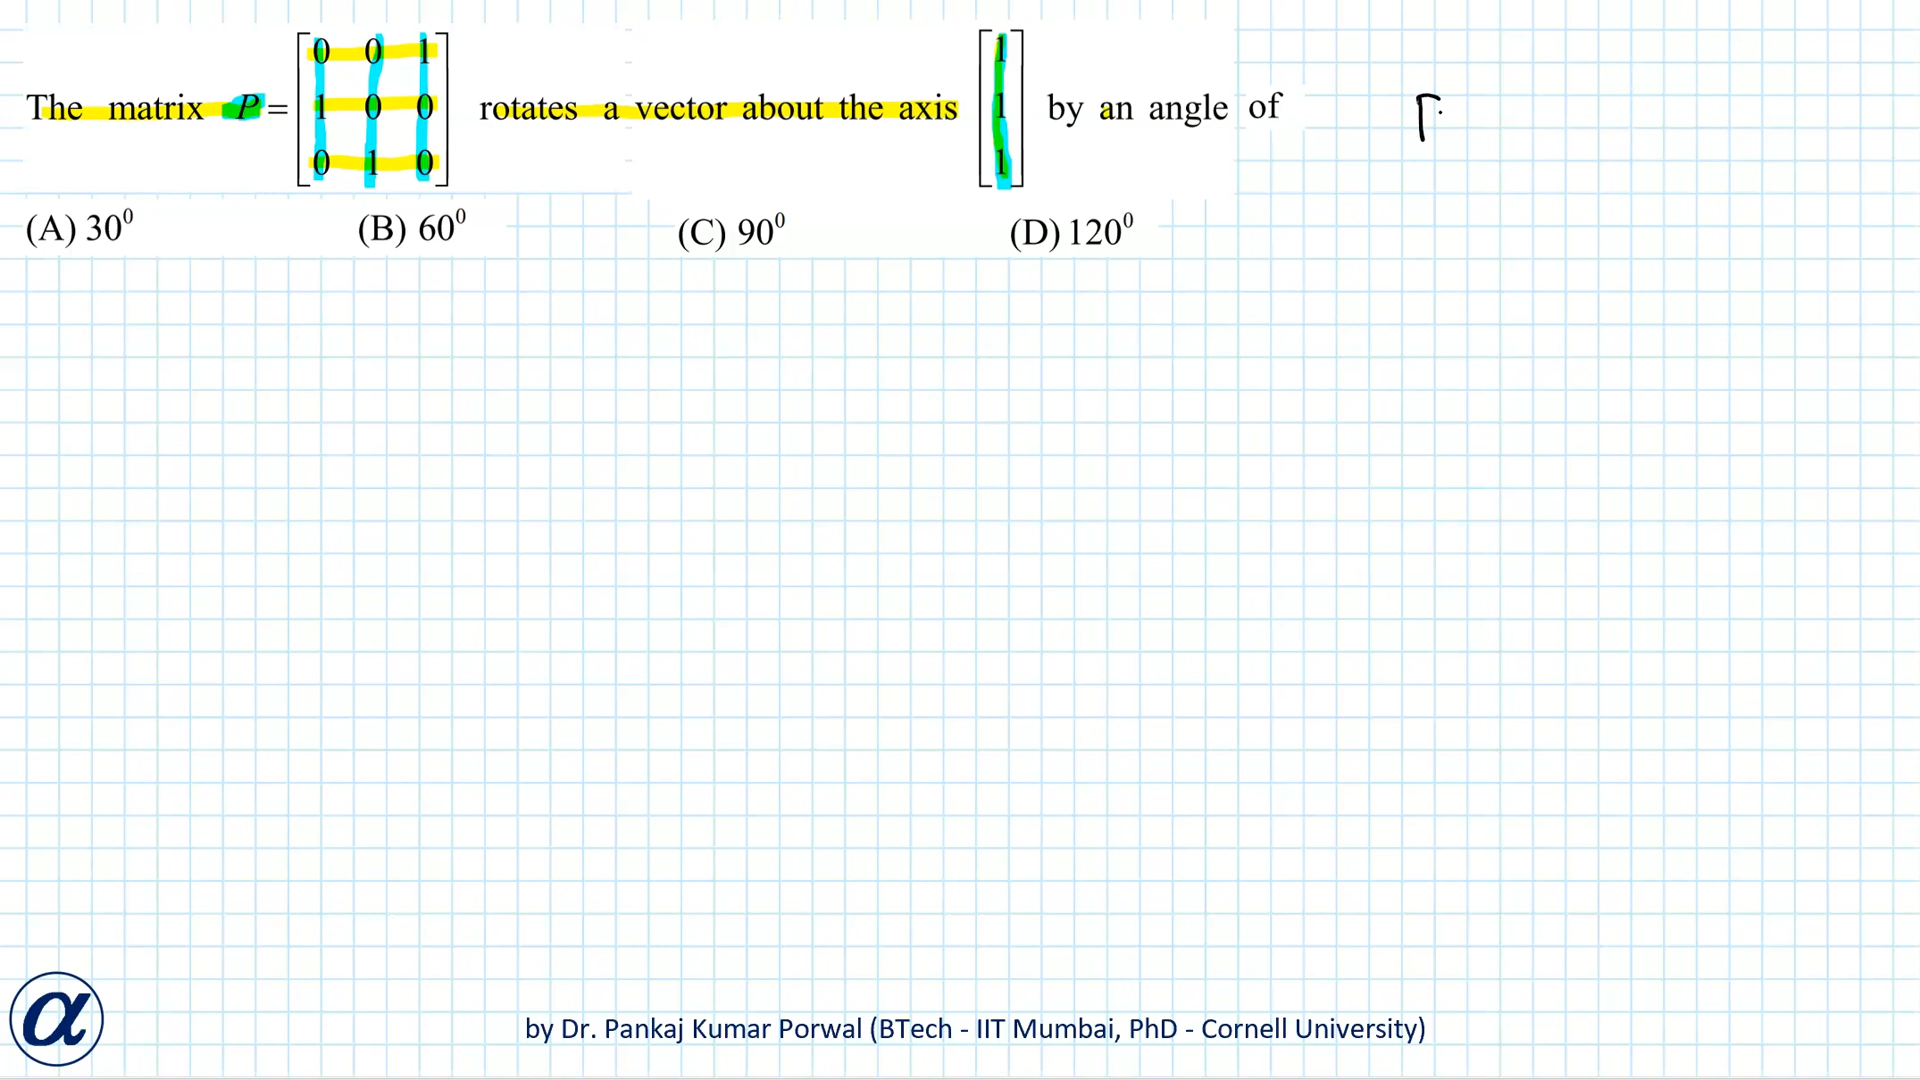 The matrix P = [0 0 1; 1 0 0; 0 1 0] rotates a vector about the axis [1; 1; 1] by an angle of
(A) 30⁰ (B) 60⁰ (C) 90⁰ (D) 120⁰
α
by Dr. Pankaj Kumar Porwal (BTech - IIT Mumbai, PhD - Cornell University)